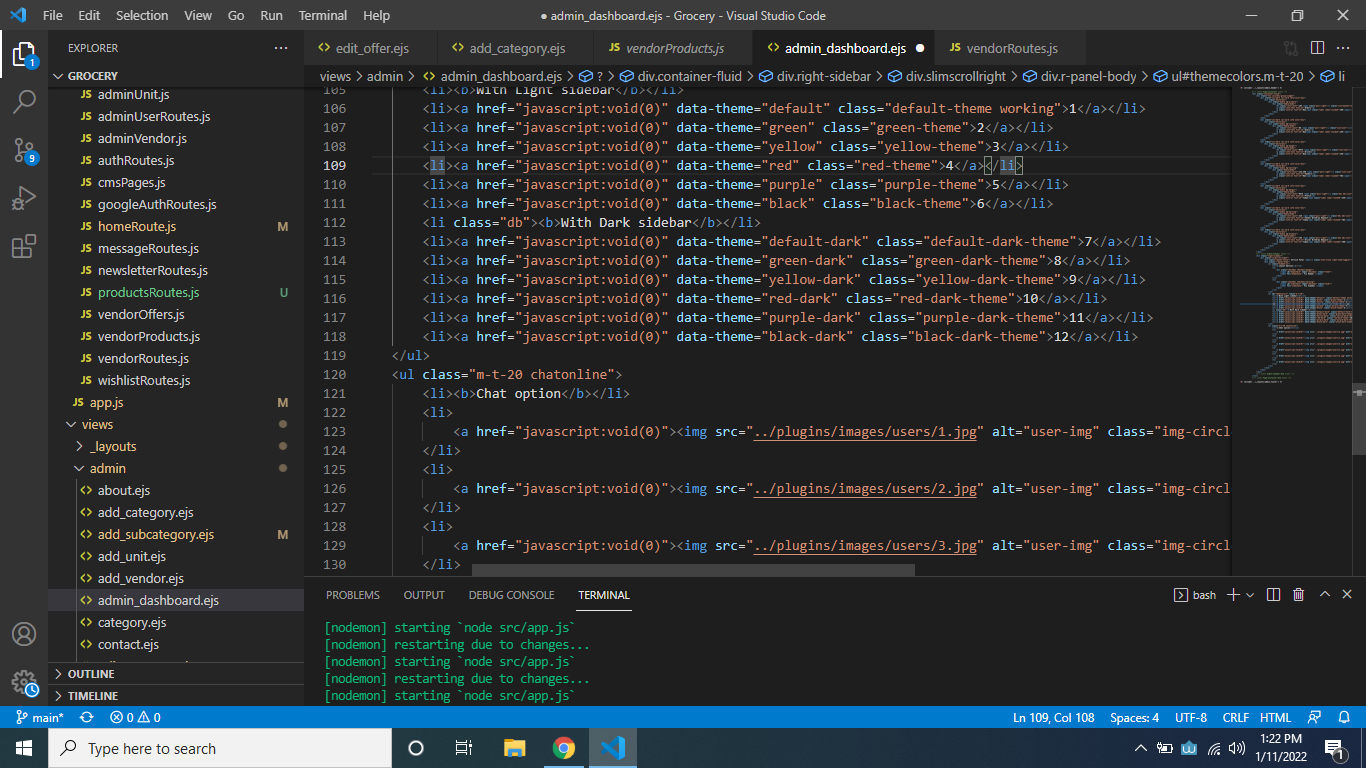 File Edit Selection View Go Run Terminal Help
● admin_dashboard.ejs - Grocery - Visual Studio Code
EXPLORER
edit_offer.ejs
add_category.ejs
JS vendorProducts.js
admin_dashboard.ejs ●
JS vendorRoutes.js
GROCERY
views > admin > admin_dashboard.ejs > ? > div.container-fluid > div.right-sidebar > div.slimscrollright > div.r-panel-body > ul#themecolors.m-t-20 > li
JS adminUnit.js
JS adminUserRoutes.js
JS adminVendor.js
JS authRoutes.js
JS cmsPages.js
JS googleAuthRoutes.js
JS homeRoute.js M
JS messageRoutes.js
JS newsletterRoutes.js
JS productsRoutes.js U
JS vendorOffers.js
JS vendorProducts.js
JS vendorRoutes.js
JS wishlistRoutes.js
JS app.js M
views
_layouts
admin
about.ejs
add_category.ejs
add_subcategory.ejs M
add_unit.ejs
add_vendor.ejs
admin_dashboard.ejs
category.ejs
contact.ejs
OUTLINE
TIMELINE
105 <li><b>With Light sidebar</b></li>
106 <li><a href="javascript:void(0)" data-theme="default" class="default-theme working">1</a></li>
107 <li><a href="javascript:void(0)" data-theme="green" class="green-theme">2</a></li>
108 <li><a href="javascript:void(0)" data-theme="yellow" class="yellow-theme">3</a></li>
109 <li><a href="javascript:void(0)" data-theme="red" class="red-theme">4</a></li>
110 <li><a href="javascript:void(0)" data-theme="purple" class="purple-theme">5</a></li>
111 <li><a href="javascript:void(0)" data-theme="black" class="black-theme">6</a></li>
112 <li class="db"><b>With Dark sidebar</b></li>
113 <li><a href="javascript:void(0)" data-theme="default-dark" class="default-dark-theme">7</a></li>
114 <li><a href="javascript:void(0)" data-theme="green-dark" class="green-dark-theme">8</a></li>
115 <li><a href="javascript:void(0)" data-theme="yellow-dark" class="yellow-dark-theme">9</a></li>
116 <li><a href="javascript:void(0)" data-theme="red-dark" class="red-dark-theme">10</a></li>
117 <li><a href="javascript:void(0)" data-theme="purple-dark" class="purple-dark-theme">11</a></li>
118 <li><a href="javascript:void(0)" data-theme="black-dark" class="black-dark-theme">12</a></li>
119 </ul>
120 <ul class="m-t-20 chatonline">
121 <li><b>Chat option</b></li>
122 <li>
123 <a href="javascript:void(0)"><img src="../plugins/images/users/1.jpg" alt="user-img" class="img-circl
124 </li>
125 <li>
126 <a href="javascript:void(0)"><img src="../plugins/images/users/2.jpg" alt="user-img" class="img-circl
127 </li>
128 <li>
129 <a href="javascript:void(0)"><img src="../plugins/images/users/3.jpg" alt="user-img" class="img-circl
130 </li>
PROBLEMS OUTPUT DEBUG CONSOLE TERMINAL
bash
[nodemon] starting `node src/app.js`
[nodemon] restarting due to changes...
[nodemon] starting `node src/app.js`
[nodemon] restarting due to changes...
[nodemon] starting `node src/app.js`
1
9
main*
0 0
Ln 109, Col 108 Spaces: 4 UTF-8 CRLF HTML
Type here to search
1:22 PM
1/11/2022
1